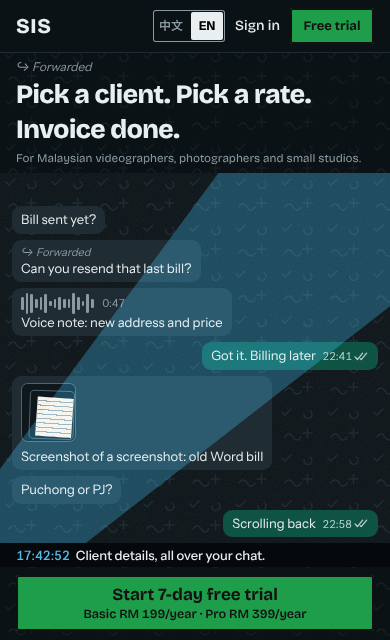 SIS
中文 EN Sign in Free trial
Forwarded
Pick a client. Pick a rate.
Invoice done.
For Malaysian videographers, photographers and small studios.
Bill sent yet?
Forwarded
Can you resend that last bill?
0:47
Voice note: new address and price
Got it. Billing later 22:41
Screenshot of a screenshot: old Word bill
Puchong or PJ?
Scrolling back 22:58
17:42:52 Client details, all over your chat.
Start 7-day free trial
Basic RM 199/year · Pro RM 399/year